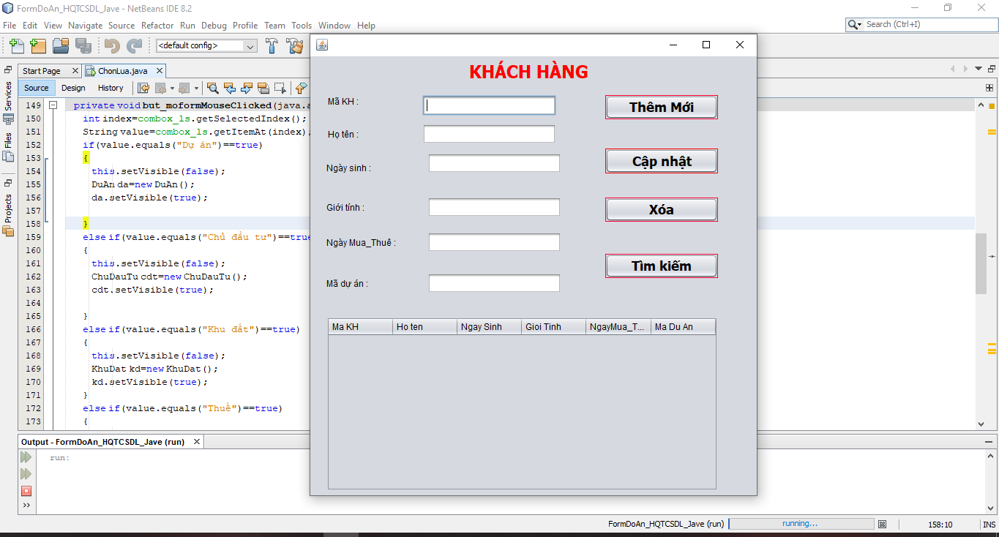 FormDoAn_HQTCSDL_Jave - NetBeans IDE 8.2
File Edit View Navigate Source Refactor Run Debug Profile Team Tools Window Help
Search (Ctrl+I)
<default config>
Start Page
ChonLua.java
Source Design History
Services
Files
Projects
149 private void but_moformMouseClicked(java.a
150 int index=combox_ls.getSelectedIndex();
151 String value=combox_ls.getItemAt(index);
152 if(value.equals("Dự án")==true)
153 {
154 this.setVisible(false);
155 DuAn da=new DuAn();
156 da.setVisible(true);
157
158 }
159 else if(value.equals("Chủ đầu tư")==true
160 {
161 this.setVisible(false);
162 ChuDauTu cdt=new ChuDauTu();
163 cdt.setVisible(true);
164
165 }
166 else if(value.equals("Khu đất")==true)
167 {
168 this.setVisible(false);
169 KhuDat kd=new KhuDat();
170 kd.setVisible(true);
171 }
172 else if(value.equals("Thuế")==true)
173 {
KHÁCH HÀNG
Mã KH :
Thêm Mới
Họ tên :
Cập nhật
Ngày sinh :
Giới tính :
Xóa
Ngày Mua_Thuê :
Tìm kiếm
Mã dự án :
Ma KH Ho ten Ngay Sinh Gioi Tinh NgayMua_T... Ma Du An
Output - FormDoAn_HQTCSDL_Jave (run)
run:
FormDoAn_HQTCSDL_Jave (run) running... 158:10 INS